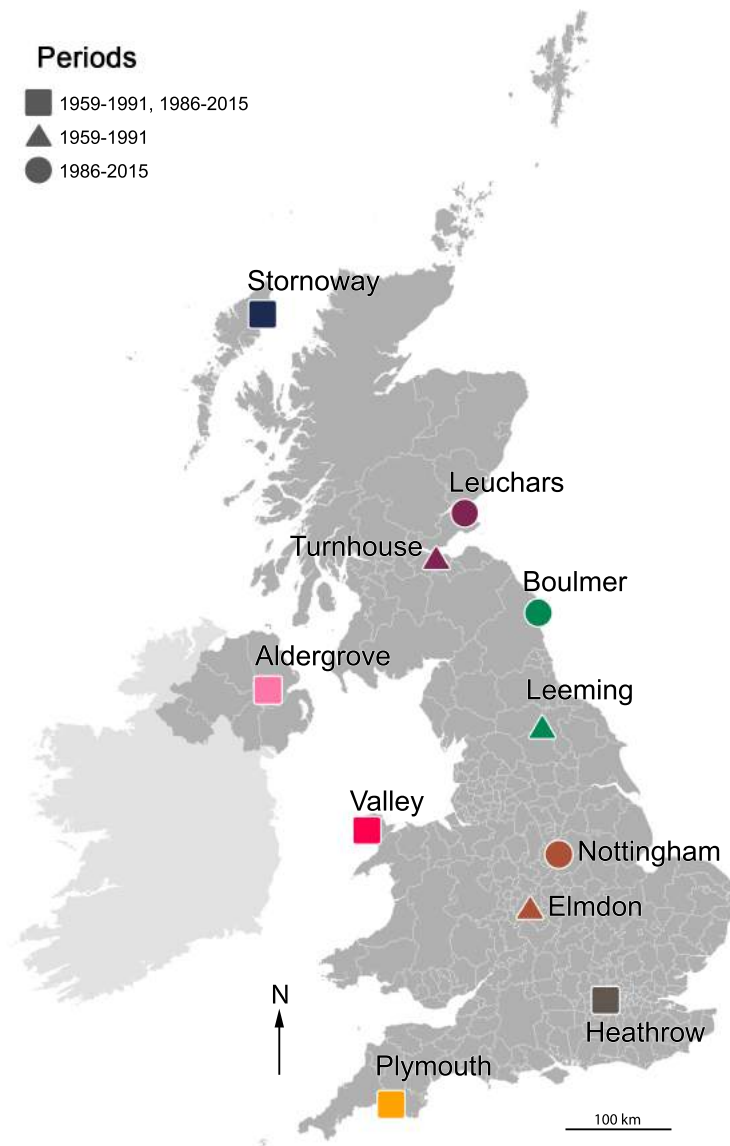 Periods
1959-1991, 1986-2015
1959-1991
1986-2015
Stornoway
Leuchars
Turnhouse
Boulmer
Aldergrove
Leeming
Valley
Nottingham
Elmdon
N
Heathrow
Plymouth
100 km